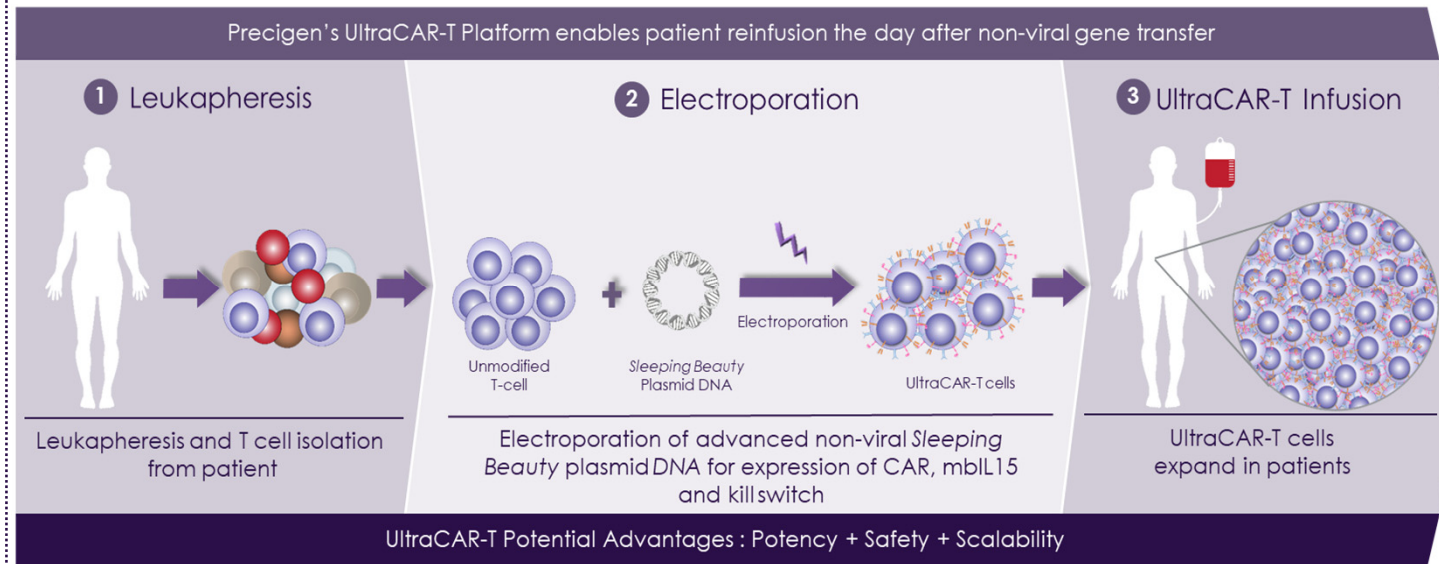 Precigen's UltraCAR-T Platform enables patient reinfusion the day after non-viral gene transfer
1 Leukapheresis
2 Electroporation
3 UltraCAR-T Infusion
Unmodified
T-cell
Sleeping Beauty
Plasmid DNA
Electroporation
UltraCAR-T cells
Leukapheresis and T cell isolation
from patient
Electroporation of advanced non-viral Sleeping
Beauty plasmid DNA for expression of CAR, mbIL15
and kill switch
UltraCAR-T cells
expand in patients
UltraCAR-T Potential Advantages : Potency + Safety + Scalability